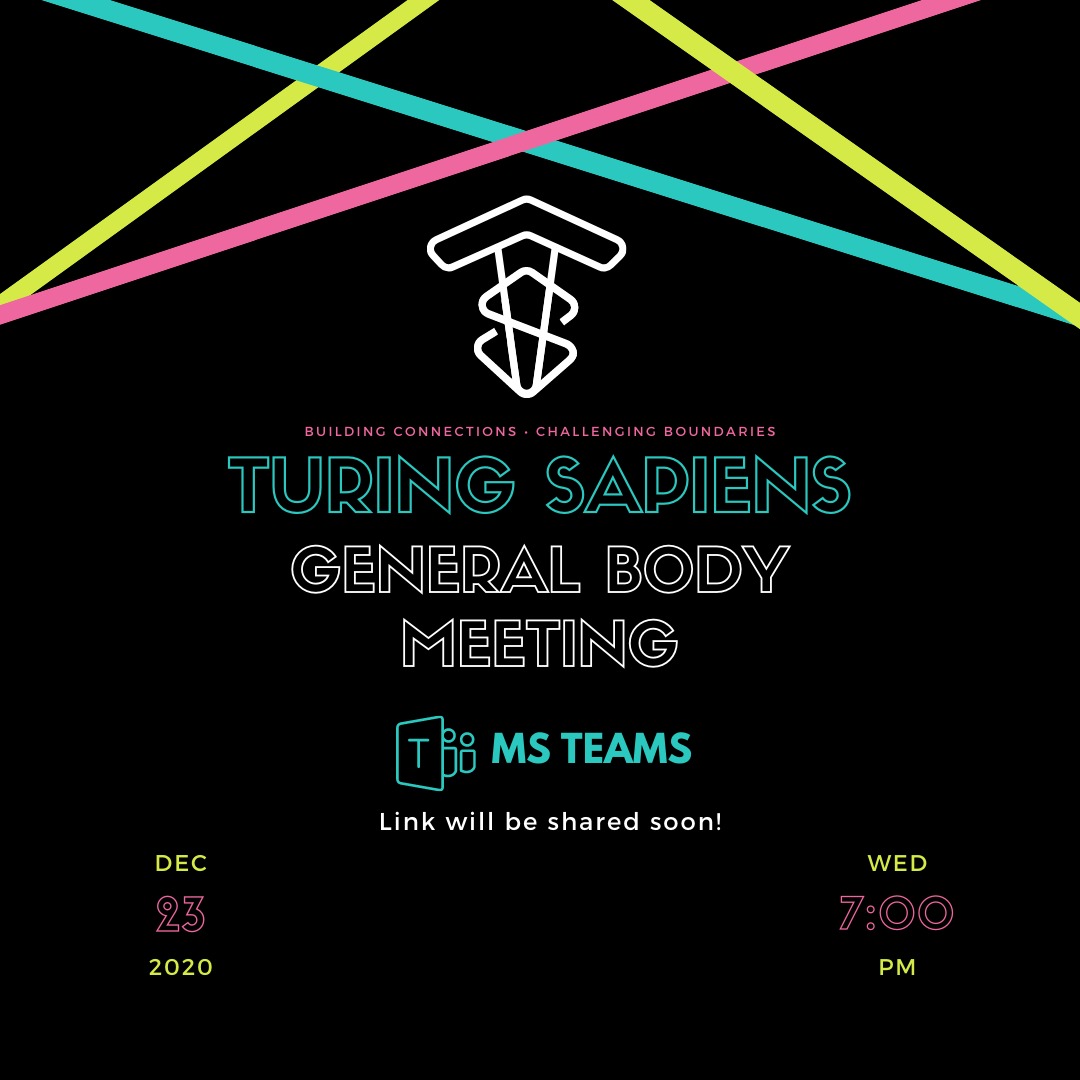 BUILDING CONNECTIONS • CHALLENGING BOUNDARIES
TURING SAPIENS
GENERAL BODY
MEETING
T
MS TEAMS
Link will be shared soon!
DEC
23
2020
WED
7:00
PM